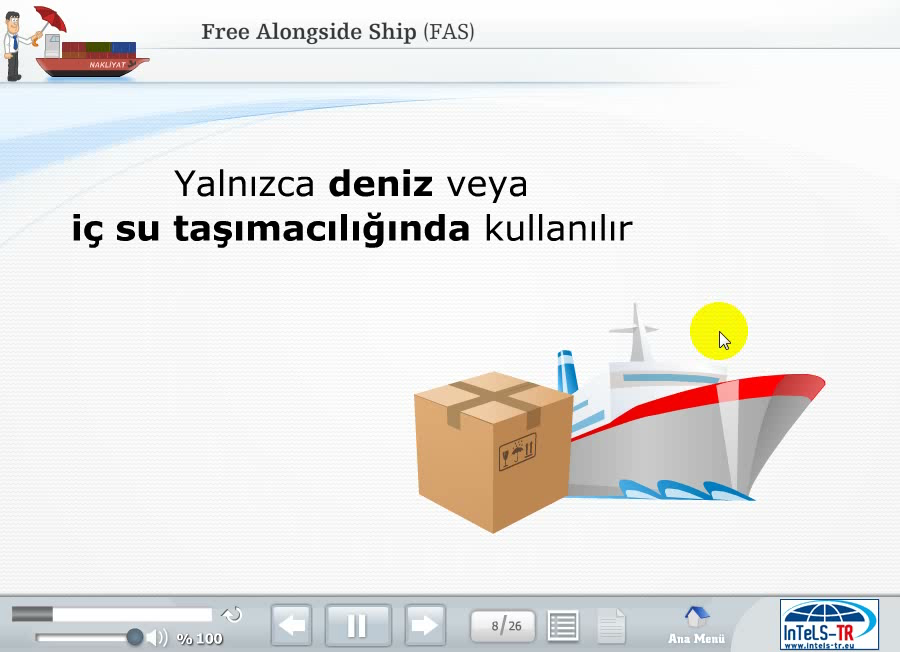 Free Alongside Ship (FAS)
NAKLİYAT
Yalnızca deniz veya
iç su taşımacılığında kullanılır
% 100
8/26
Ana Menü
InTeLS-TR
www.intels-tr.eu